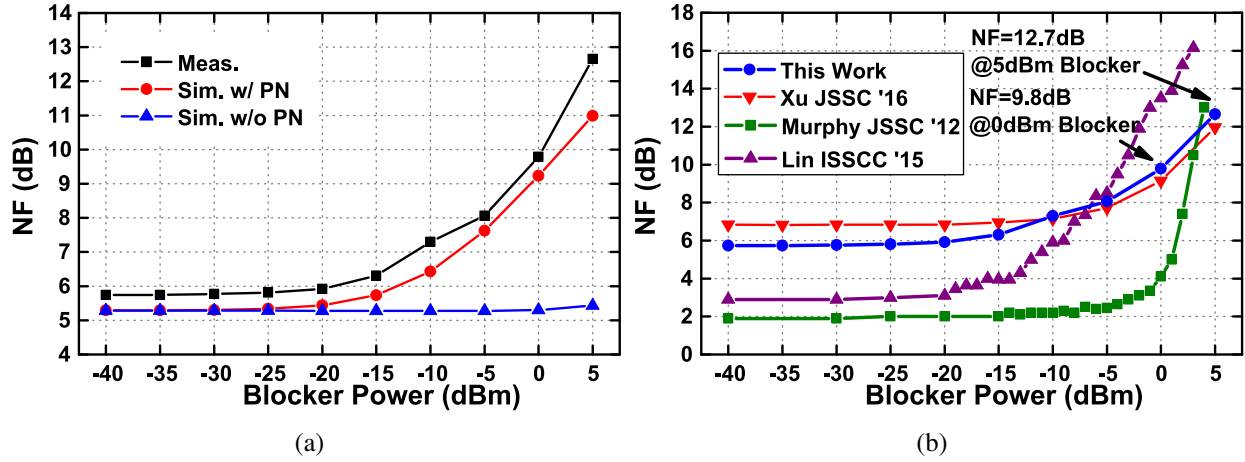 14
13
12
11
10
9
8
7
6
5
4
NF (dB)
Meas.
Sim. w/ PN
Sim. w/o PN
-40 -35 -30 -25 -20 -15 -10 -5 0 5
Blocker Power (dBm)
(a)
18
16
14
12
10
8
6
4
2
0
NF (dB)
This Work
Xu JSSC '16
Murphy JSSC '12
Lin ISSCC '15
NF=12.7dB
@5dBm Blocker
NF=9.8dB
@0dBm Blocker
-40 -35 -30 -25 -20 -15 -10 -5 0 5
Blocker Power (dBm)
(b)